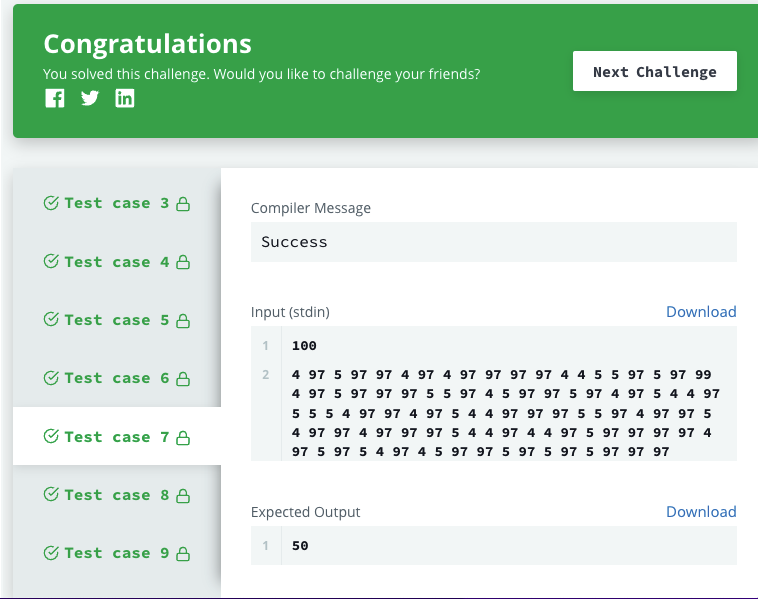 Congratulations
You solved this challenge. Would you like to challenge your friends?
Next Challenge
Test case 3
Test case 4
Test case 5
Test case 6
Test case 7
Test case 8
Test case 9
Compiler Message
Success
Input (stdin)
Download
1 100
2 4 97 5 97 97 4 97 4 97 97 97 97 4 4 5 5 97 5 97 99
4 97 5 97 97 97 5 5 97 4 5 97 97 5 97 4 97 5 4 4 97
5 5 5 4 97 97 4 97 5 4 4 97 97 97 5 5 97 4 97 97 5
4 97 97 4 97 97 97 5 4 4 97 4 4 97 5 97 97 97 97 4
97 5 97 5 4 97 4 5 97 97 5 97 5 97 5 97 97 97
Expected Output
Download
1 50